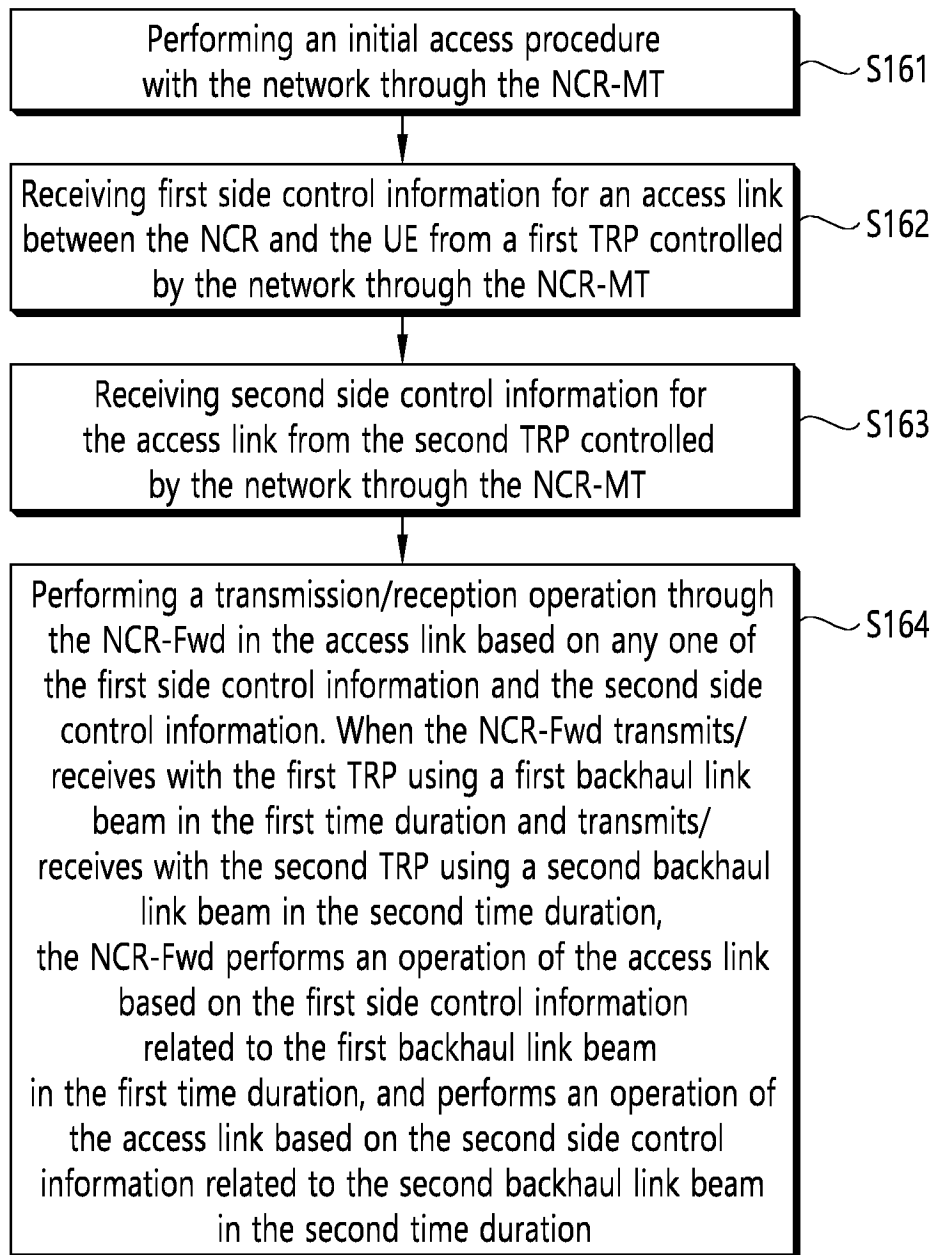 Performing an initial access procedure
with the network through the NCR-MT
S161
Receiving first side control information for an access link
between the NCR and the UE from a first TRP controlled
by the network through the NCR-MT
S162
Receiving second side control information for
the access link from the second TRP controlled
by the network through the NCR-MT
S163
Performing a transmission/reception operation through
the NCR-Fwd in the access link based on any one of
the first side control information and the second side
control information. When the NCR-Fwd transmits/
receives with the first TRP using a first backhaul link
beam in the first time duration and transmits/
receives with the second TRP using a second backhaul
link beam in the second time duration,
the NCR-Fwd performs an operation of the access link
based on the first side control information
related to the first backhaul link beam
in the first time duration, and performs an operation of
the access link based on the second side control
information related to the second backhaul link beam
in the second time duration
S164